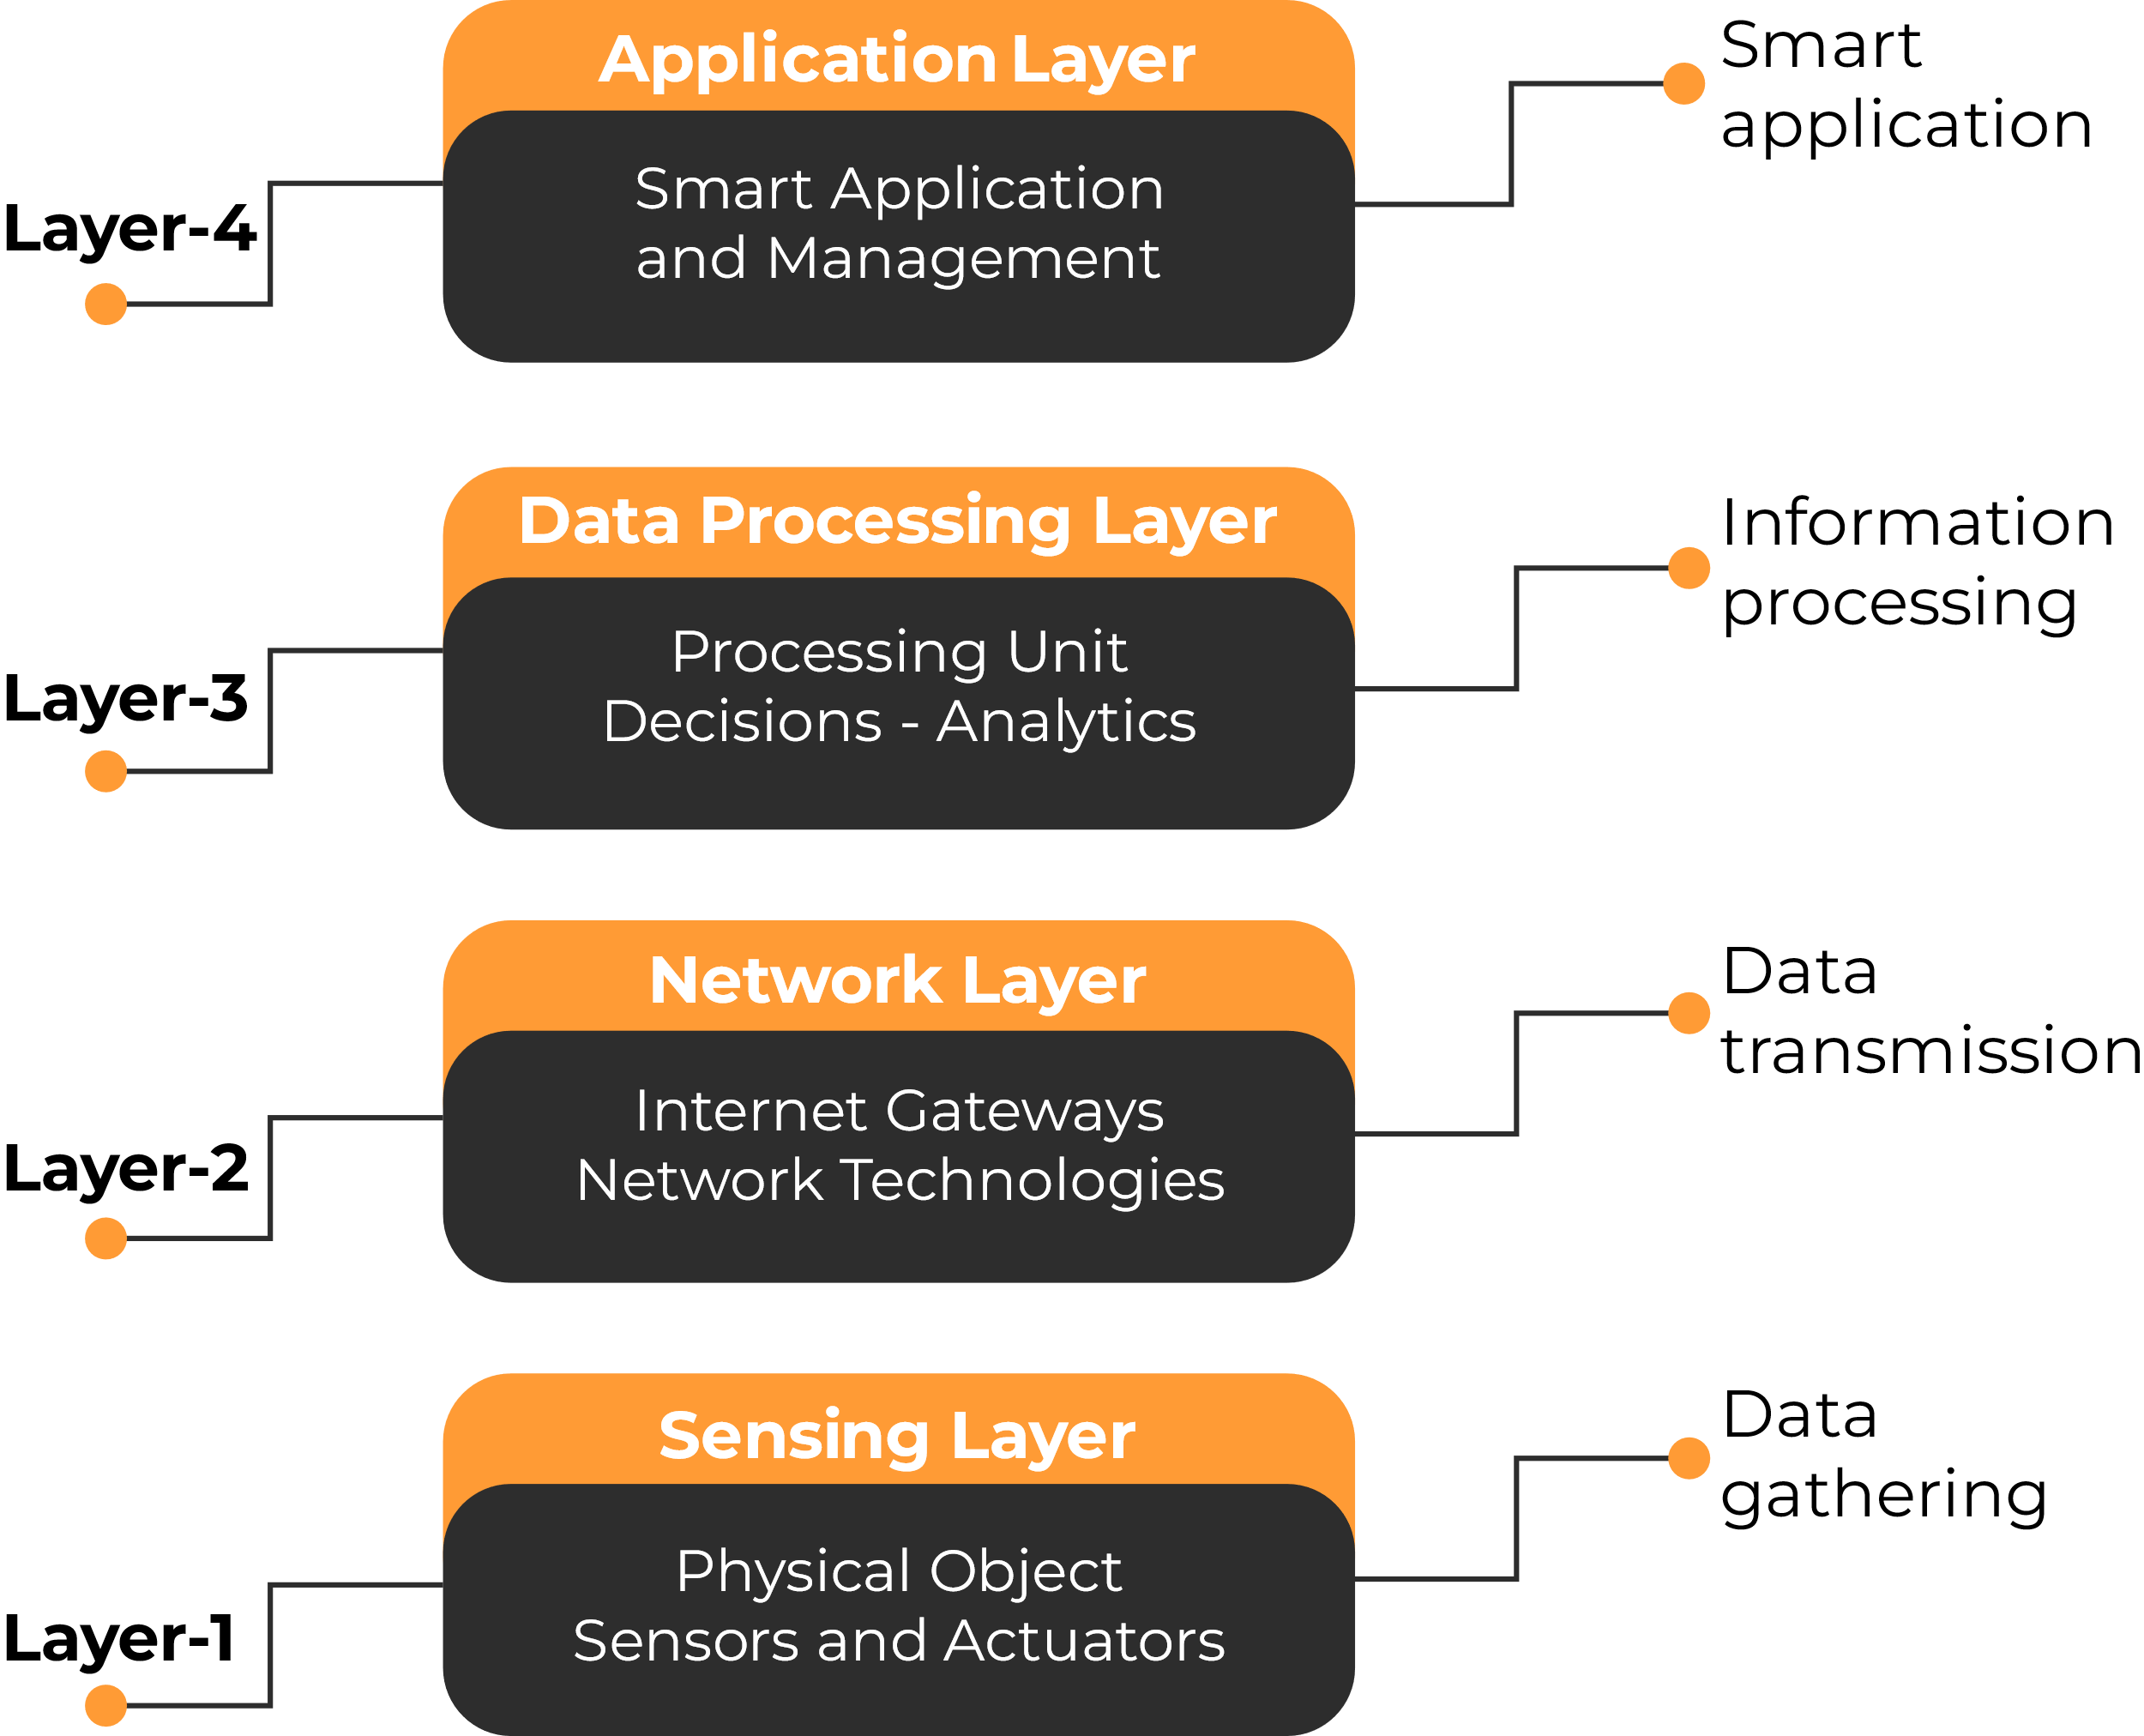 Application Layer
Smart Application
and Management
Layer-4
Smart
application
Data Processing Layer
Processing Unit
Decisions - Analytics
Layer-3
Information
processing
Network Layer
Internet Gateways
Network Technologies
Layer-2
Data
transmission
Sensing Layer
Physical Object
Sensors and Actuators
Layer-1
Data
gathering